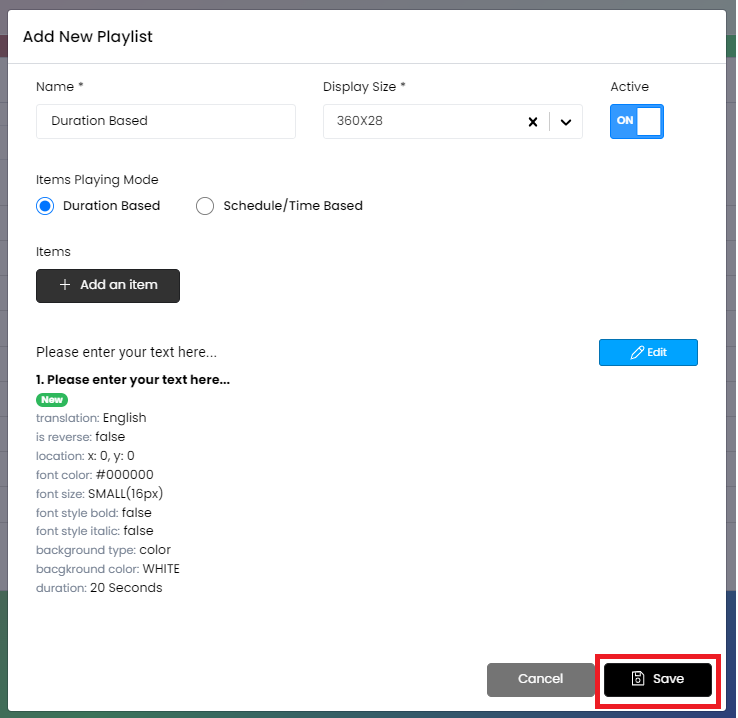 Add New Playlist
Name * Display Size * Active
Duration Based 360X28 ON
Items Playing Mode
Duration Based Schedule/Time Based
Items
+ Add an item
Please enter your text here... Edit
1. Please enter your text here...
New
translation: English
is reverse: false
location: x: 0, y: 0
font color: #000000
font size: SMALL(16px)
font style bold: false
font style italic: false
background type: color
bacgkround color: WHITE
duration: 20 Seconds
Cancel Save